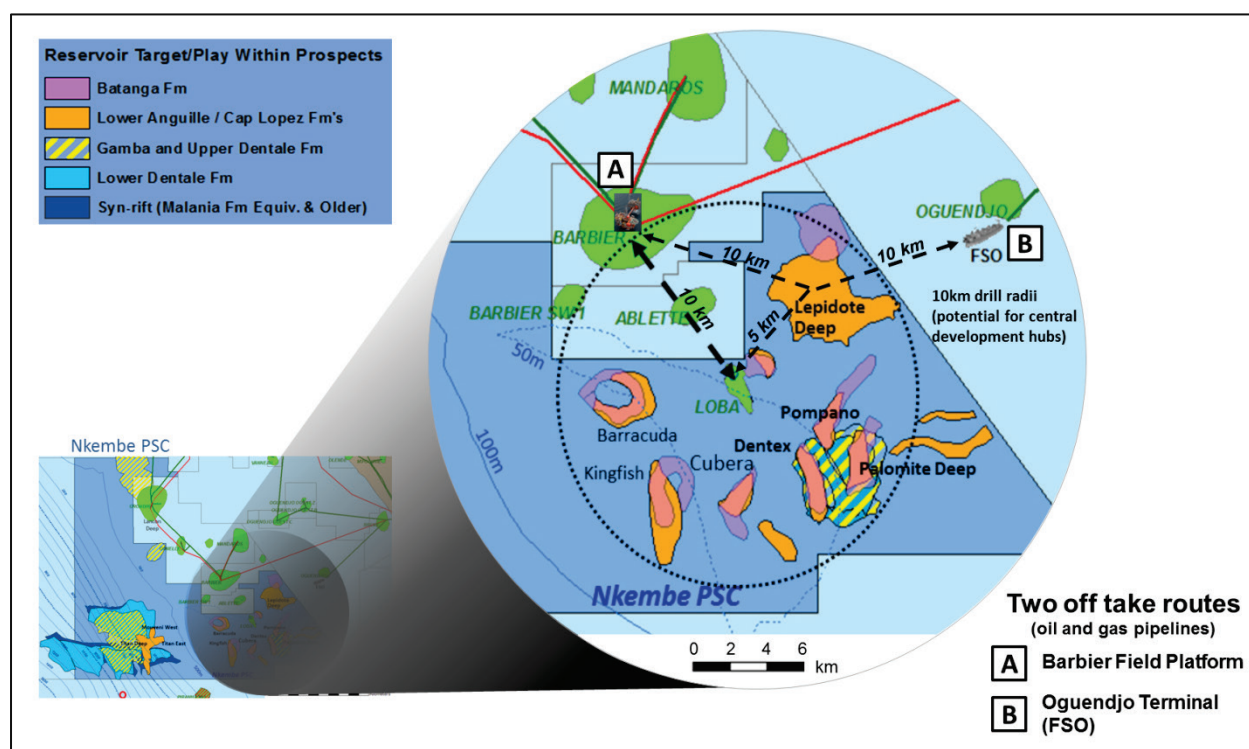 Reservoir Target/Play Within Prospects
Batanga Fm
Lower Anguille / Cap Lopez Fm's
Gamba and Upper Dentale Fm
Lower Dentale Fm
Syn-rift (Malania Fm Equiv. & Older)
MANDAROS
A
BARBIER
OGUENDJO
B
FSO
10 km
10 km
10 km
5 km
Lepidote
Deep
10km drill radii
(potential for central
development hubs)
BARBIER SW1
ABLETTE
50m
100m
LOBA
Pompano
Barracuda
Dentex
Cubera
Kingfish
Palomite Deep
Nkembe PSC
0 2 4 6
km
Nkembe PSC
Two off take routes
(oil and gas pipelines)
A
Barbier Field Platform
B
Oguendjo Terminal
(FSO)